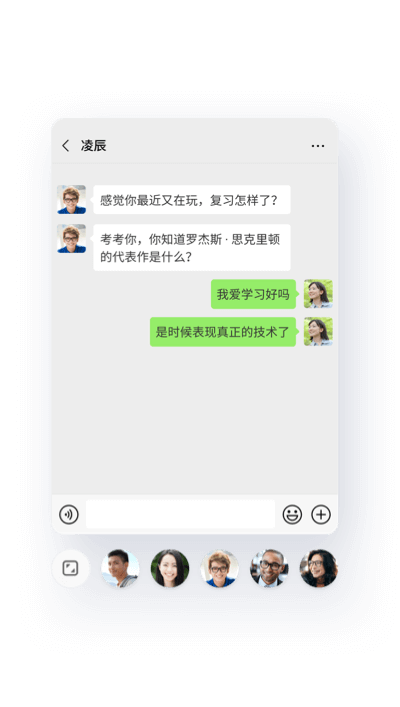 凌辰
感觉你最近又在玩，复习怎样了？
考考你，你知道罗杰斯 · 思克里顿
的代表作是什么？
我爱学习好吗
是时候表现真正的技术了